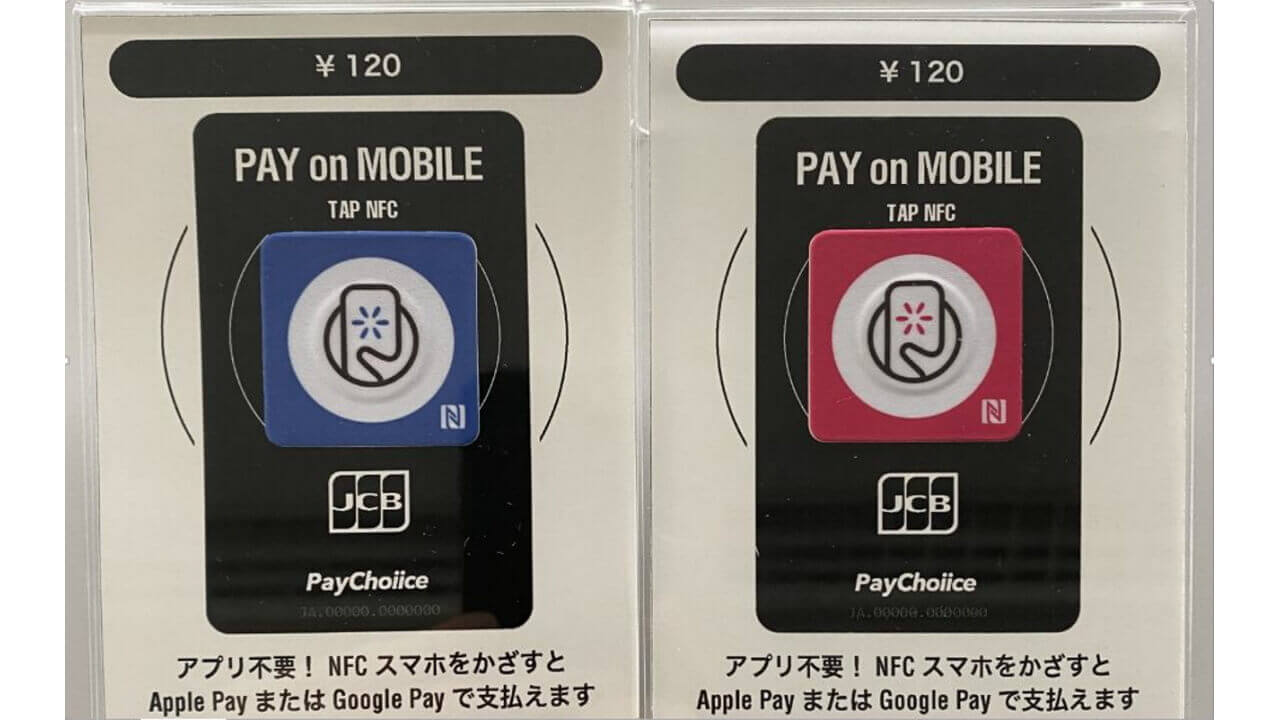 ¥ 120
PAY on MOBILE
TAP NFC
JCB
PayChoiice
JA.00000.0000000
アプリ不要！ NFC スマホをかざすと
Apple Pay または Google Pay で支払えます
¥ 120
PAY on MOBILE
TAP NFC
JCB
PayChoiice
JA.00000.0000000
アプリ不要！ NFC スマホをかざすと
Apple Pay または Google Pay で支払えます